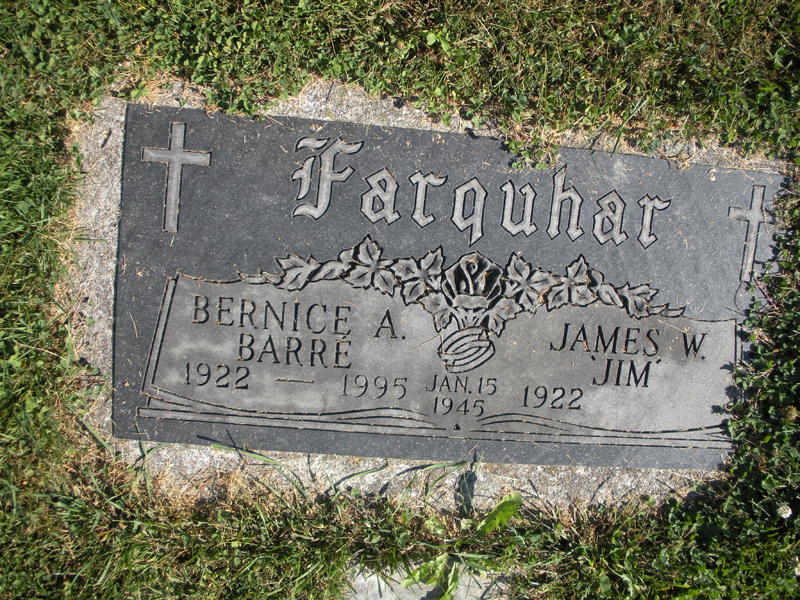 Farquhar
BERNICE A.
BARRE
1922 — 1995
JAN. 15
1945
JAMES W.
'JIM'
1922